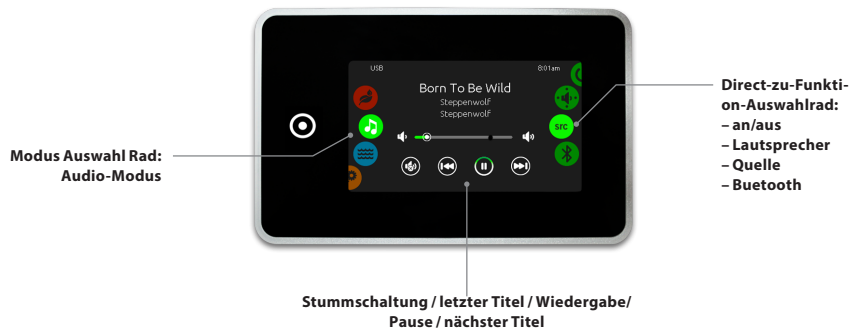 USB
8:01am
Born To Be Wild
Steppenwolf
Steppenwolf
src
Modus Auswahl Rad:
Audio-Modus
Direct-zu-Funkti-
on-Auswahlrad:
– an/aus
– Lautsprecher
– Quelle
– Buetooth
Stummschaltung / letzter Titel / Wiedergabe/
Pause / nächster Titel